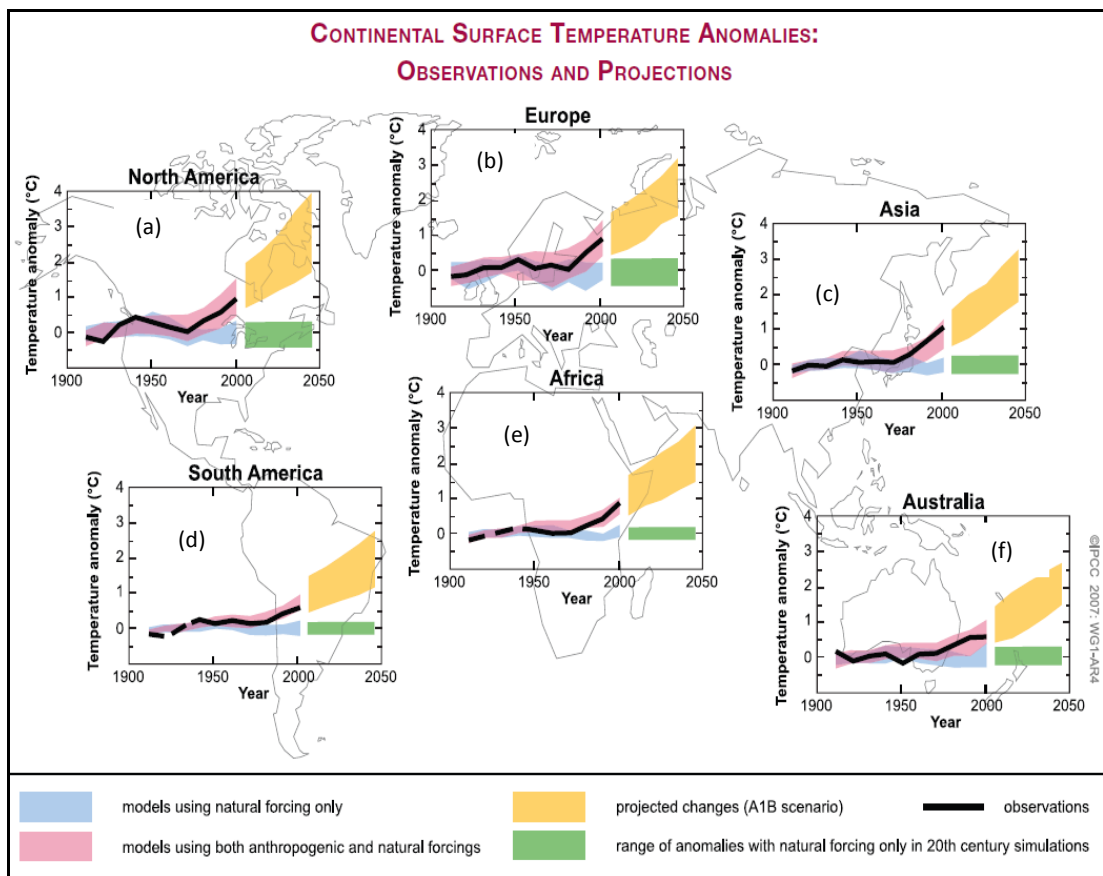 CONTINENTAL SURFACE TEMPERATURE ANOMALIES:
OBSERVATIONS AND PROJECTIONS
North America
(a)
Temperature anomaly (°C)
4
3
2
1
0
1900
1950
2000
2050
Year
Europe
(b)
Temperature anomaly (°C)
4
3
2
1
0
1900
1950
2000
2050
Year
Asia
(c)
Temperature anomaly (°C)
4
3
2
1
0
1900
1950
2000
2050
Year
South America
(d)
Temperature anomaly (°C)
4
3
2
1
0
1900
1950
2000
2050
Year
Africa
(e)
Temperature anomaly (°C)
4
3
2
1
0
1900
1950
2000
2050
Year
Australia
(f)
Temperature anomaly (°C)
4
3
2
1
0
1900
1950
2000
2050
Year
©IPCC 2007: WG1-AR4
models using natural forcing only
models using both anthropogenic and natural forcings
projected changes (A1B scenario)
range of anomalies with natural forcing only in 20th century simulations
observations